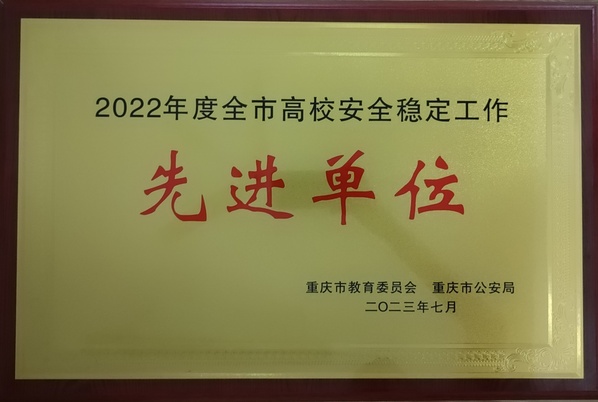 2022年度全市高校安全稳定工作
先进单位
重庆市教育委员会 重庆市公安局
二〇二三年七月